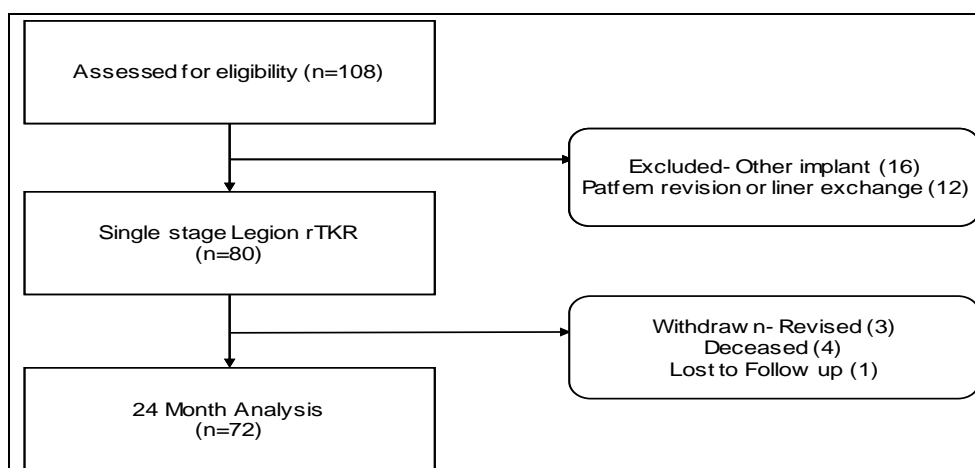 Assessed for eligibility (n=108)
Excluded- Other implant (16)
Patfem revision or liner exchange (12)
Single stage Legion rTKR
(n=80)
Withdrawn- Revised (3)
Deceased (4)
Lost to Follow up (1)
24 Month Analysis
(n=72)